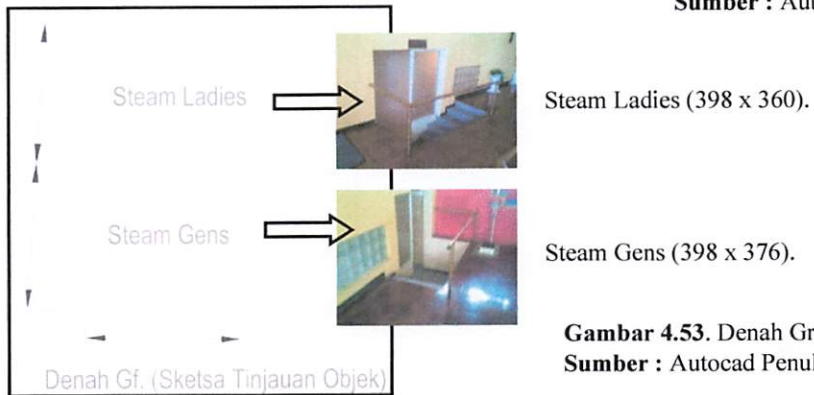 Sumber : Aut
Steam Ladies
Steam Ladies (398 x 360).
Steam Gens
Steam Gens (398 x 376).
Gambar 4.53. Denah Gr
Sumber : Autocad Penul
Denah Gf. (Sketsa Tinjauan Objek)